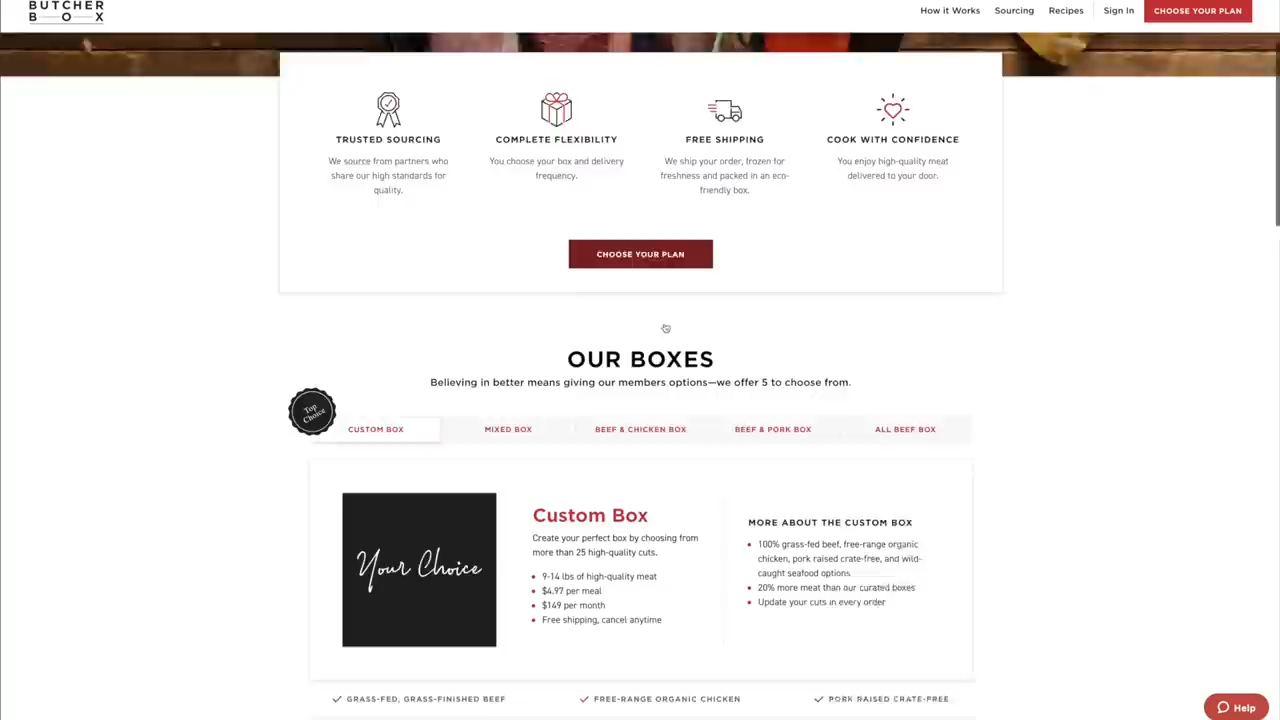 BUTCHER
BOX
How it Works
Sourcing
Recipes
Sign In
CHOOSE YOUR PLAN
TRUSTED SOURCING
We source from partners who
share our high standards for
quality.
COMPLETE FLEXIBILITY
You choose your box and delivery
frequency.
FREE SHIPPING
We ship your order, frozen for
freshness and packed in an eco-
friendly box.
COOK WITH CONFIDENCE
You enjoy high-quality meat
delivered to your door.
CHOOSE YOUR PLAN
OUR BOXES
Believing in better means giving our members options—we offer 5 to choose from.
Top
Choice
CUSTOM BOX
MIXED BOX
BEEF & CHICKEN BOX
BEEF & PORK BOX
ALL BEEF BOX
Your Choice
Custom Box
Create your perfect box by choosing from
more than 25 high-quality cuts.
9-14 lbs of high-quality meat
$4.97 per meal
$149 per month
Free shipping, cancel anytime
MORE ABOUT THE CUSTOM BOX
100% grass-fed beef, free-range organic
chicken, pork raised crate-free, and wild-
caught seafood options.
20% more meat than our curated boxes
Update your cuts in every order
GRASS-FED, GRASS-FINISHED BEEF
FREE-RANGE ORGANIC CHICKEN
PORK RAISED CRATE-FREE
Help